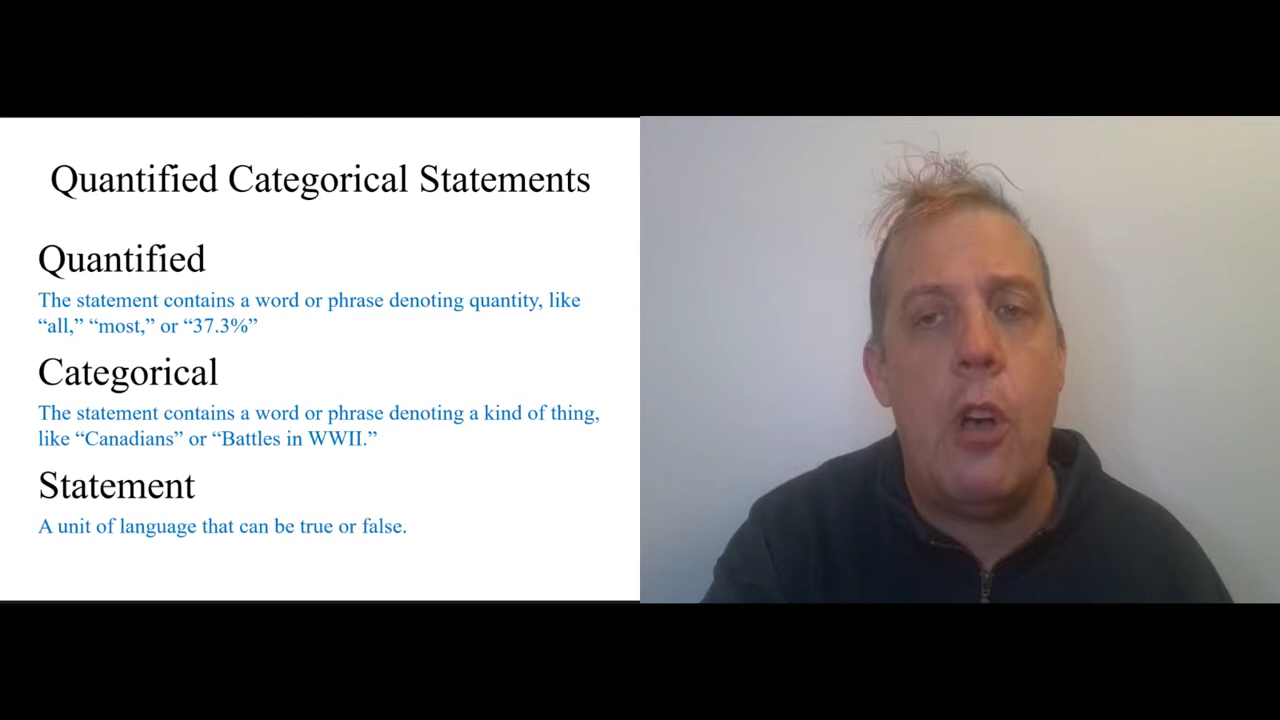 Quantified Categorical Statements
Quantified
The statement contains a word or phrase denoting quantity, like
“all,” “most,” or “37.3%”
Categorical
The statement contains a word or phrase denoting a kind of thing,
like “Canadians” or “Battles in WWII.”
Statement
A unit of language that can be true or false.